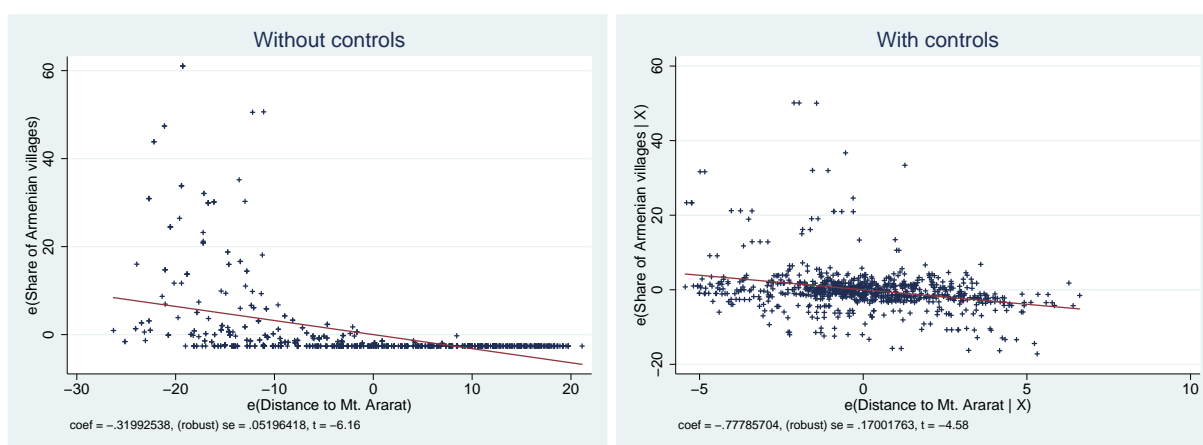 Without controls
e(Share of Armenian villages)
60
40
20
0
−30
−20
−10
0
10
20
e(Distance to Mt. Ararat)
coef = −.31992538, (robust) se = .05196418, t = −6.16
With controls
e(Share of Armenian villages | X)
60
40
20
0
−20
−5
0
5
10
e(Distance to Mt. Ararat | X)
coef = −.77785704, (robust) se = .17001763, t = −4.58